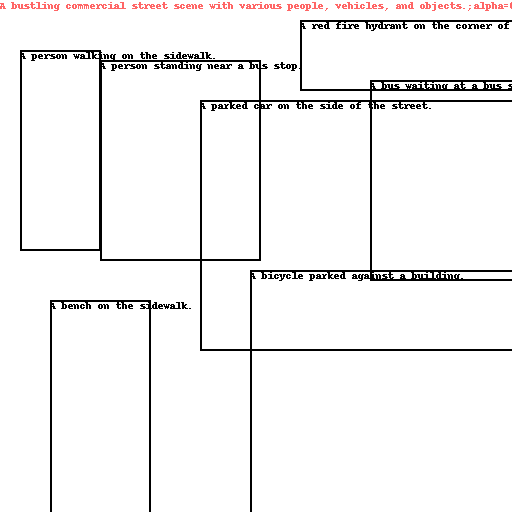 A bustling commercial street scene with various people, vehicles, and objects.;alpha=
A red fire hydrant on the corner of
A person walking on the sidewalk.
A person standing near a bus stop.
A bus waiting at a bus
A parked car on the side of the street.
A bicycle parked against a building.
A bench on the sidewalk.